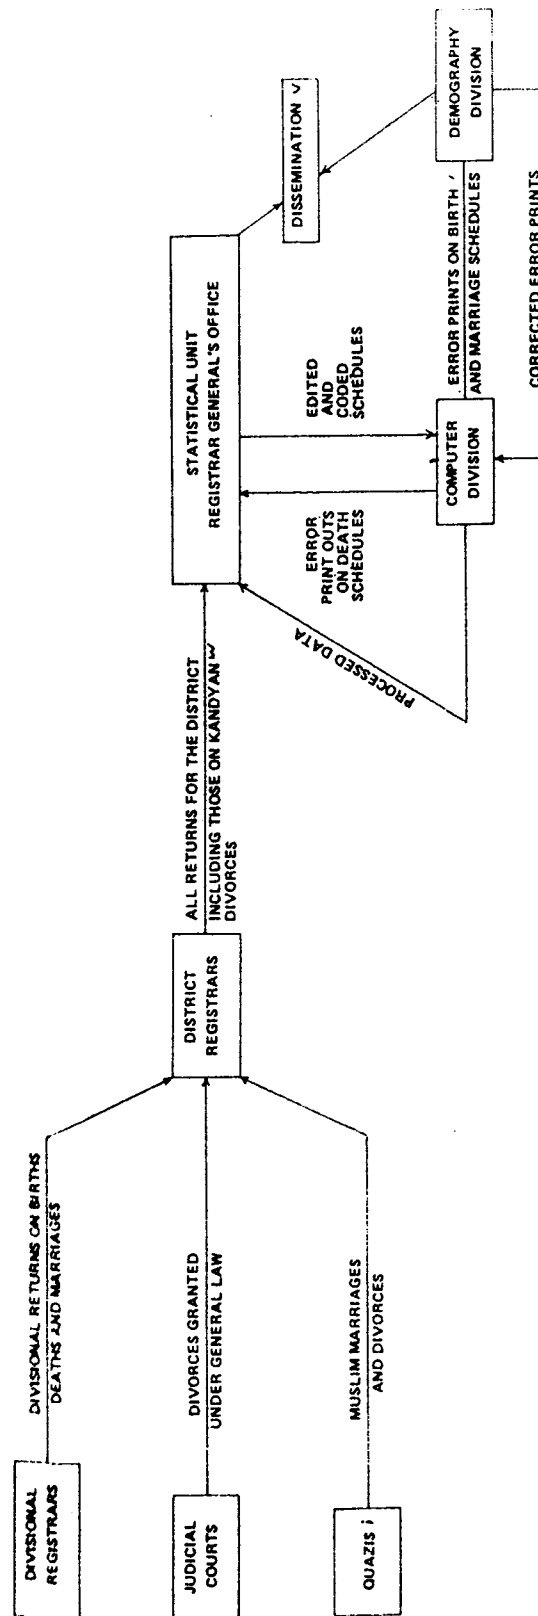 DIVISIONAL
REGISTRARS
DIVISIONAL RETURNS ON BIRTHS
DEATHS AND MARRIAGES
JUDICIAL
COURTS
DIVORCES GRANTED
UNDER GENERAL LAW
QUAZIS
MUSLIM MARRIAGES
AND DIVORCES
DISTRICT
REGISTRARS
ALL RETURNS FOR THE DISTRICT
INCLUDING THOSE ON KANDYAN
DIVORCES
STATISTICAL UNIT
REGISTRAR GENERAL'S OFFICE
PROCESSED DATA
ERROR
PRINT OUTS
ON DEATH
SCHEDULES
EDITED
AND
CODED
SCHEDULES
COMPUTER
DIVISION
DISSEMINATION
ERROR PRINTS ON BIRTH
AND MARRIAGE SCHEDULES
DEMOGRAPHY
DIVISION
CORRECTED ERROR PRINTS